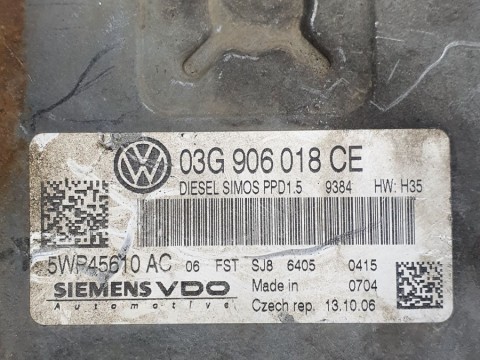 03G 906 018 CE
DIESEL SIMOS PPD1.5 9384 HW: H35
5WP45610 AC 06 FST SJ8 6405 0415
SIEMENS VDO Made in 0704
Automotive Czech rep. 13.10.06